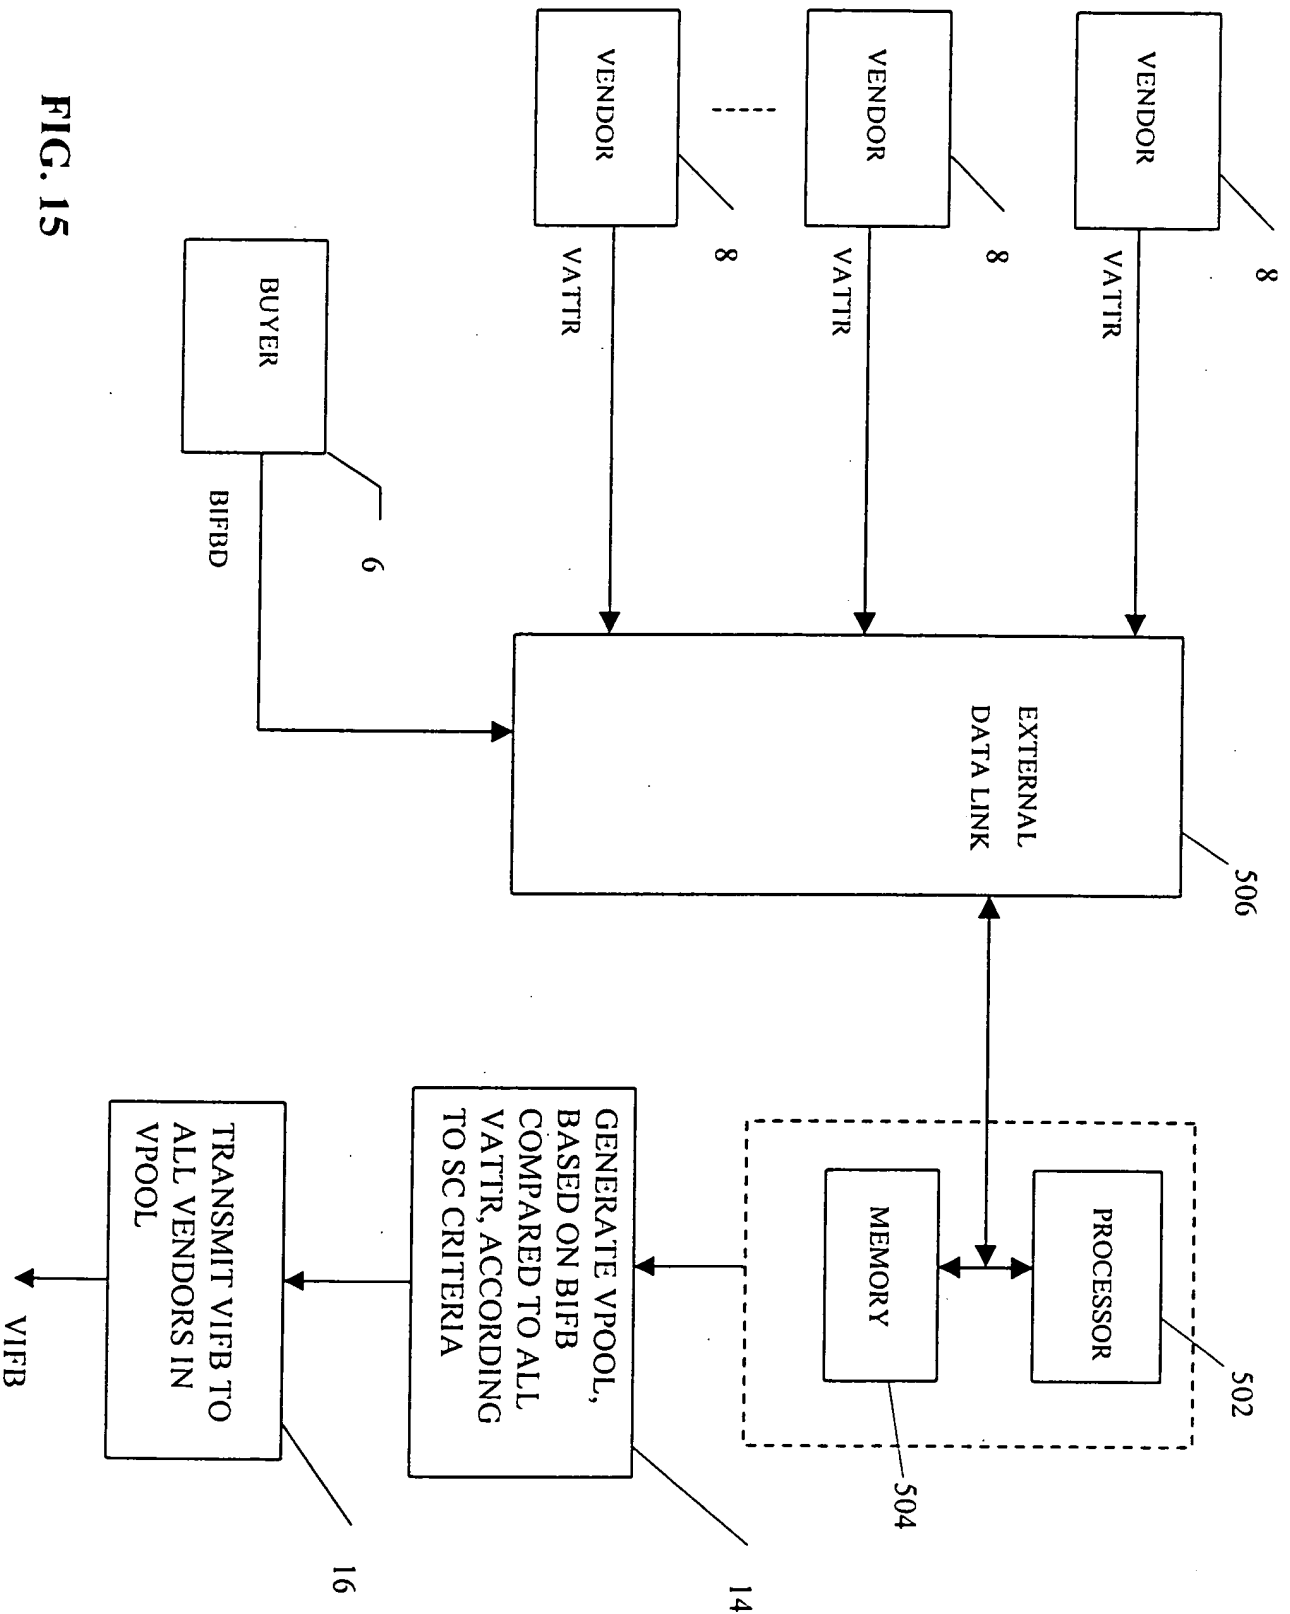 VENDOR
8
VATTR
VENDOR
8
VATTR
VENDOR
8
VATTR
BUYER
6
BIFBD
EXTERNAL
DATA LINK
506
PROCESSOR
502
MEMORY
504
GENERATE VPOOL,
BASED ON BIFB
COMPARED TO ALL
VATTR, ACCORDING
TO SC CRITERIA
14
TRANSMIT VIFB TO
ALL VENDORS IN
VPOOL
16
VIFB
FIG. 15